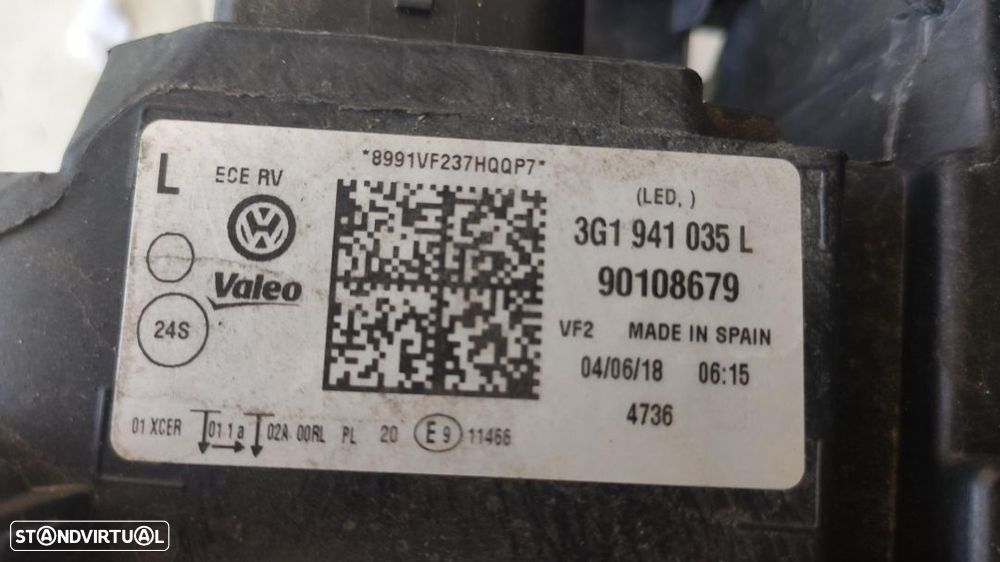 *8991VF237HQQP7*
L ECE RV
(LED, )
3G1 941 035 L
Valeo
90108679
24S
VF2 MADE IN SPAIN
04/06/18 06:15
4736
01 XCER 01 1a 02A 00RL PL 20 E 9 11466
STANDVIRTUAL